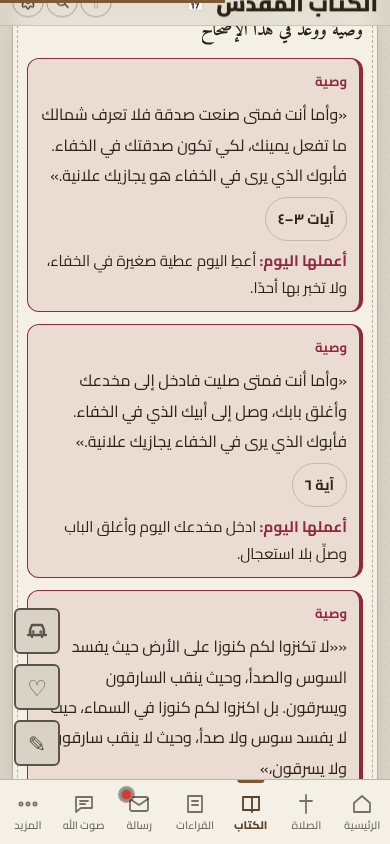 الكتاب المقدس
17
وصية ووعد في هذا الإصحاح
وصية
«وأما أنت فمتى صنعت صدقة فلا تعرف شمالك
ما تفعل يمينك، لكي تكون صدقتك في الخفاء.
فأبوك الذي يرى في الخفاء هو يجازيك علانية.»
آيات ٣–٤
أعملها اليوم: أعطِ اليوم عطية صغيرة في الخفاء،
ولا تخبر بها أحدًا.
وصية
«وأما أنت فمتى صليت فادخل إلى مخدعك
وأغلق بابك، وصل إلى أبيك الذي في الخفاء.
فأبوك الذي يرى في الخفاء يجازيك علانية.»
آية ٦
أعملها اليوم: ادخل مخدعك اليوم وأغلق الباب
وصلِّ بلا استعجال.
وصية
«»لا تكنزوا لكم كنوزا على الأرض حيث يفسد
السوس والصدأ، وحيث ينقب السارقون
ويسرقون. بل اكنزوا لكم كنوزا في السماء، حيث
لا يفسد سوس ولا صدأ، وحيث لا ينقب سارقون
ولا يسرقون،»
الرئيسية
الصلاة
الكتاب
القراءات
رسالة
صوت الله
المزيد